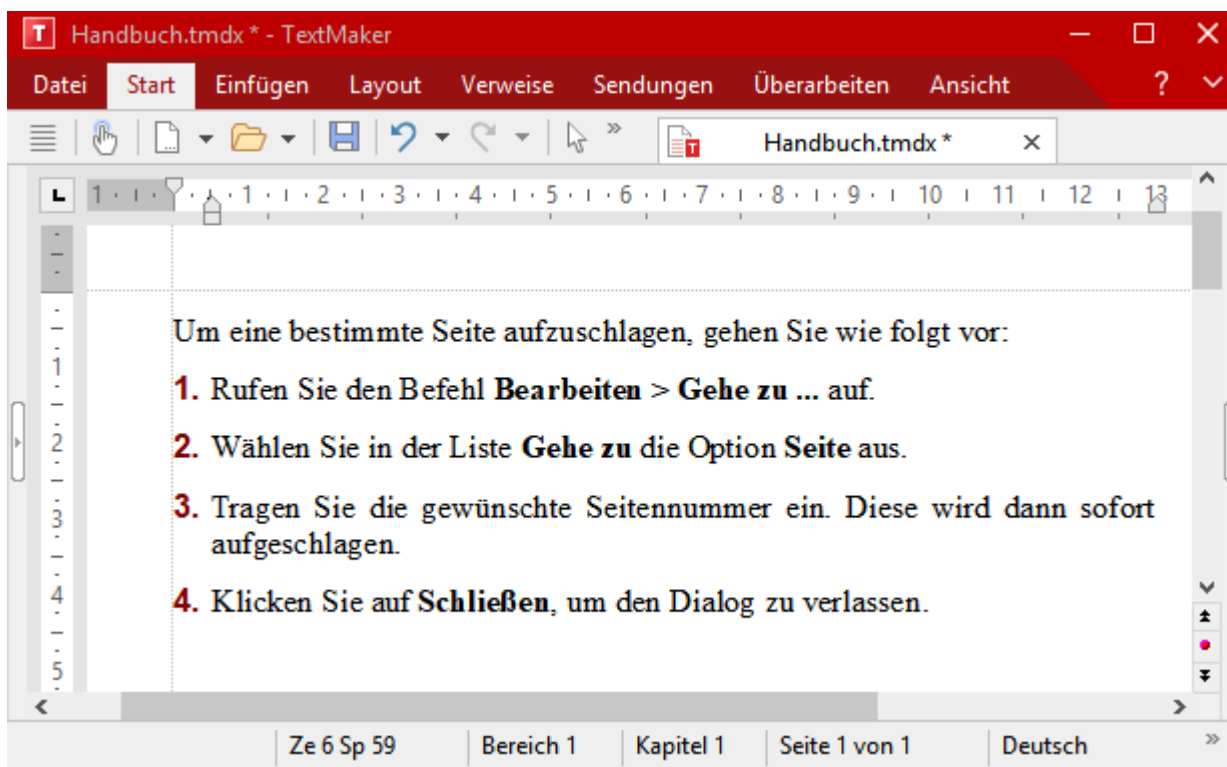 T Handbuch.tmdx * - TextMaker
Datei Start Einfügen Layout Verweise Sendungen Überarbeiten Ansicht ?
T Handbuch.tmdx *
L 1 1 2 3 4 5 6 7 8 9 10 11 12 13
Um eine bestimmte Seite aufzuschlagen, gehen Sie wie folgt vor:
1
1. Rufen Sie den Befehl Bearbeiten > Gehe zu ... auf.
2
2. Wählen Sie in der Liste Gehe zu die Option Seite aus.
3
3. Tragen Sie die gewünschte Seitennummer ein. Diese wird dann sofort
aufgeschlagen.
4
4. Klicken Sie auf Schließen, um den Dialog zu verlassen.
5
Ze 6 Sp 59 Bereich 1 Kapitel 1 Seite 1 von 1 Deutsch